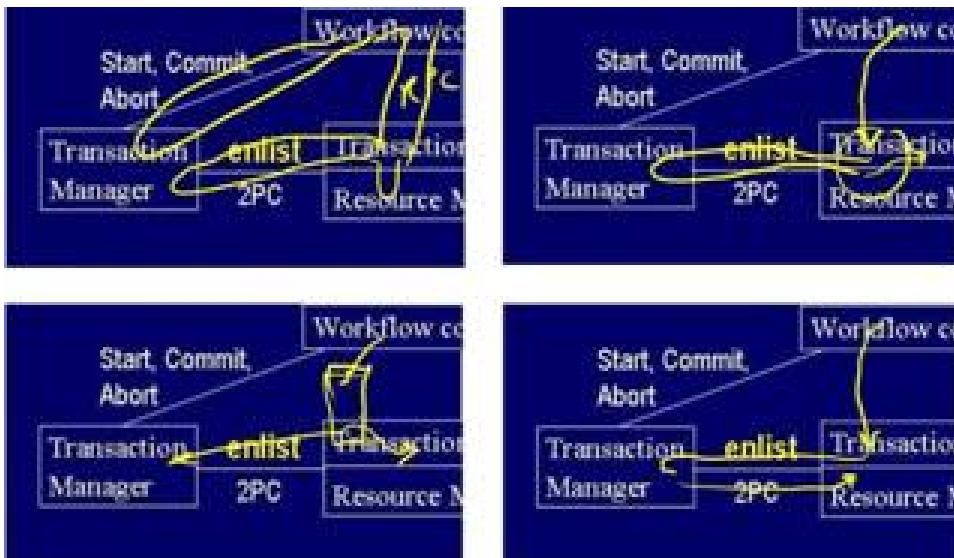 Workflow co
Start, Commit,
Abort
Transaction enlist Transaction
Manager 2PC Resource M
Workflow co
Start, Commit,
Abort
Transaction enlist Transaction
Manager 2PC Resource M
Workflow co
Start, Commit,
Abort
Transaction enlist Transaction
Manager 2PC Resource M
Workflow co
Start, Commit,
Abort
Transaction enlist Transaction
Manager 2PC Resource M